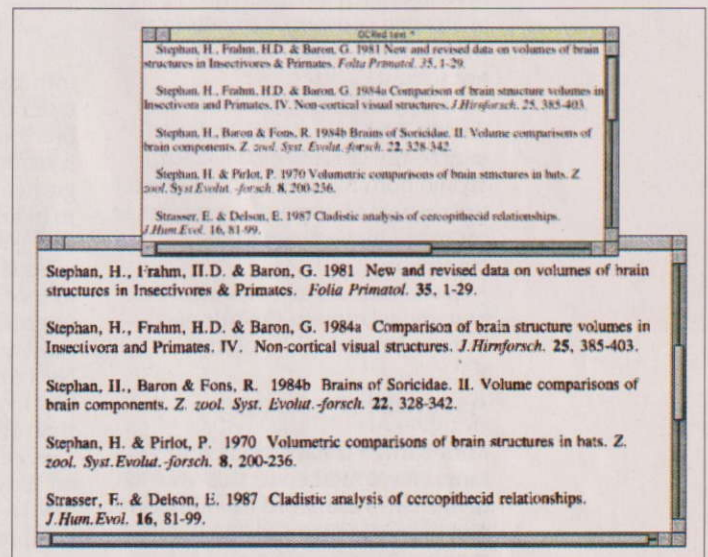 OCRed text *
Stephan, H., Frahm, H.D. & Baron, G. 1981 New and revised data on volumes of brain
structures in Insectivores & Primates. Folia Primatol. 35, 1-29.
Stephan, H., Frahm, H.D. & Baron, G. 1984a Comparison of brain structure volumes in
Insectivora and Primates. IV. Non-cortical visual structures. J.Hirnforsch. 25, 385-403.
Stephan, H., Baron & Fons, R. 1984b Brains of Soricidae. II. Volume comparisons of
brain components. Z. zool. Syst. Evolut.-forsch. 22, 328-342.
Stephan, H. & Pirlot, P. 1970 Volumetric comparisons of brain structures in bats. Z.
zool. Syst Evolut. -forsch. 8, 200-236.
Strasser, E. & Delson, E. 1987 Cladistic analysis of cercopithecid relationships.
J.Hum.Evol. 16, 81-99.
Stephan, H., Frahm, H.D. & Baron, G. 1981 New and revised data on volumes of brain
structures in Insectivores & Primates. Folia Primatol. 35, 1-29.
Stephan, H., Frahm, H.D. & Baron, G. 1984a Comparison of brain structure volumes in
Insectivora and Primates. IV. Non-cortical visual structures. J.Hirnforsch. 25, 385-403.
Stephan, H., Baron & Fons, R. 1984b Brains of Soricidae. II. Volume comparisons of
brain components. Z. zool. Syst. Evolut.-forsch. 22, 328-342.
Stephan, H. & Pirlot, P. 1970 Volumetric comparisons of brain structures in bats. Z.
zool. Syst.Evolut. -forsch. 8, 200-236.
Strasser, E. & Delson, E. 1987 Cladistic analysis of cercopithecid relationships.
J.Hum.Evol. 16, 81-99.